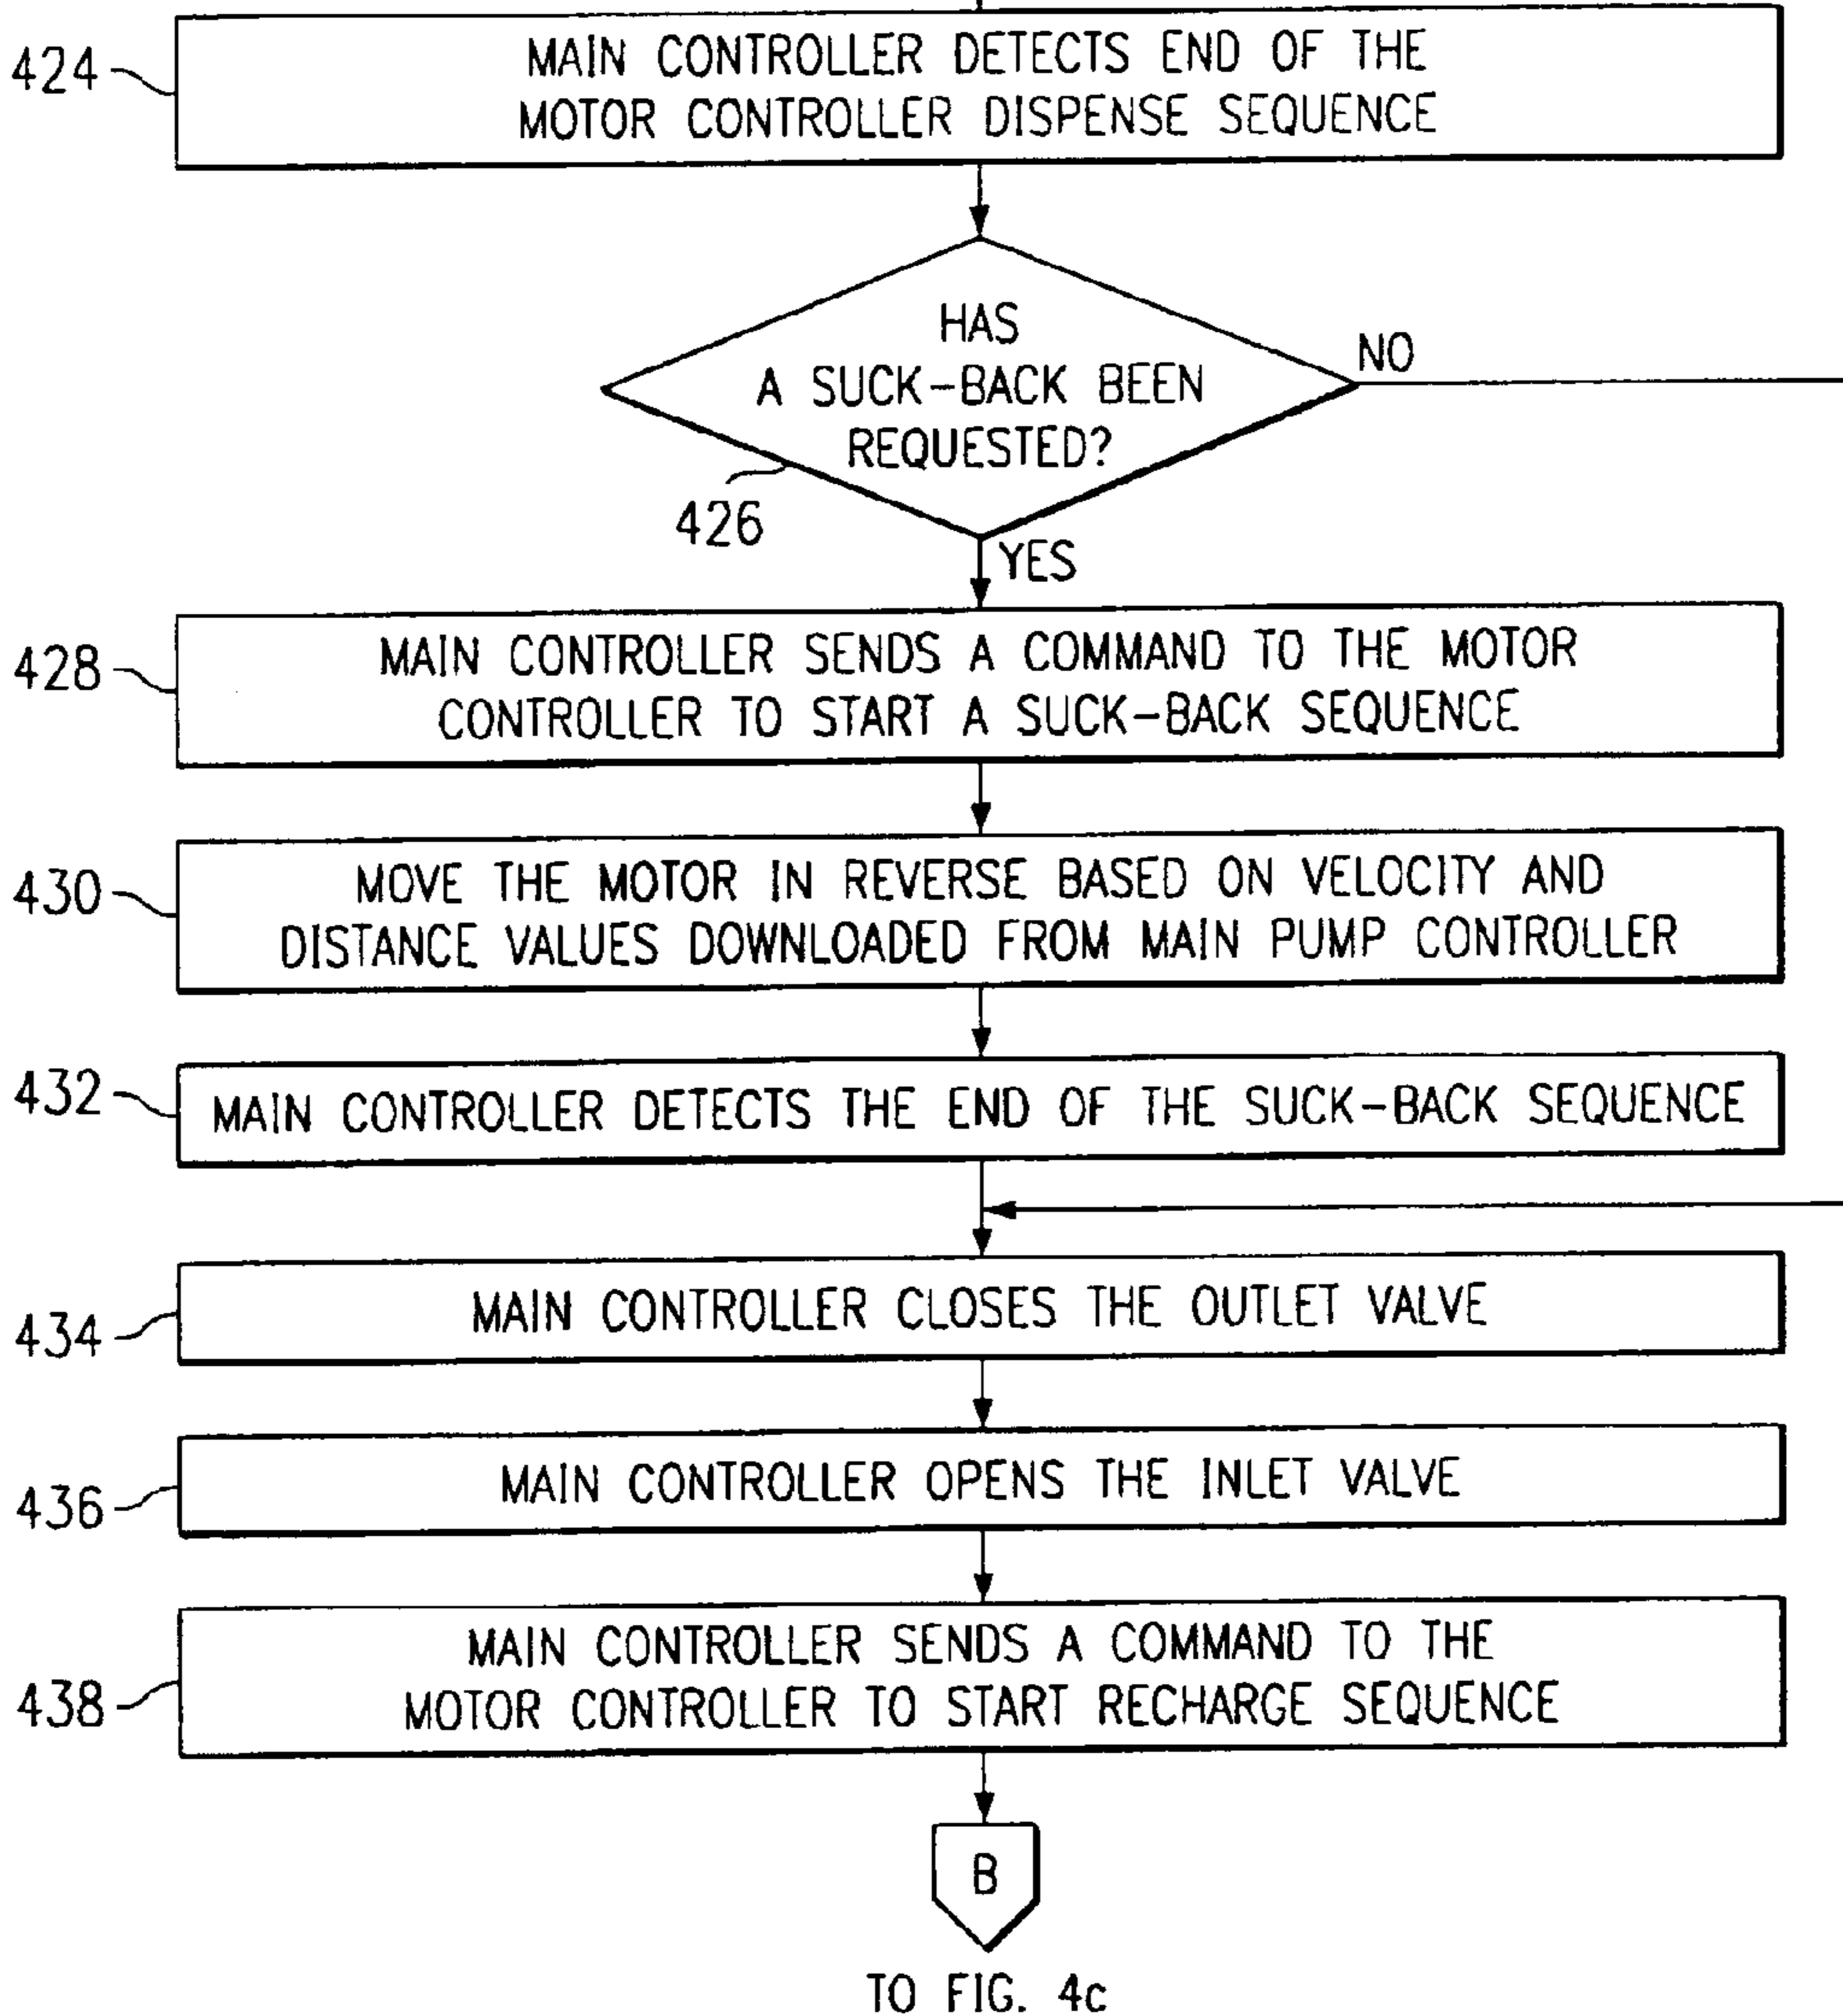 424
MAIN CONTROLLER DETECTS END OF THE
MOTOR CONTROLLER DISPENSE SEQUENCE
HAS
A SUCK-BACK BEEN
REQUESTED?
NO
426
YES
428
MAIN CONTROLLER SENDS A COMMAND TO THE MOTOR
CONTROLLER TO START A SUCK-BACK SEQUENCE
430
MOVE THE MOTOR IN REVERSE BASED ON VELOCITY AND
DISTANCE VALUES DOWNLOADED FROM MAIN PUMP CONTROLLER
432
MAIN CONTROLLER DETECTS THE END OF THE SUCK-BACK SEQUENCE
434
MAIN CONTROLLER CLOSES THE OUTLET VALVE
436
MAIN CONTROLLER OPENS THE INLET VALVE
438
MAIN CONTROLLER SENDS A COMMAND TO THE
MOTOR CONTROLLER TO START RECHARGE SEQUENCE
B
TO FIG. 4c